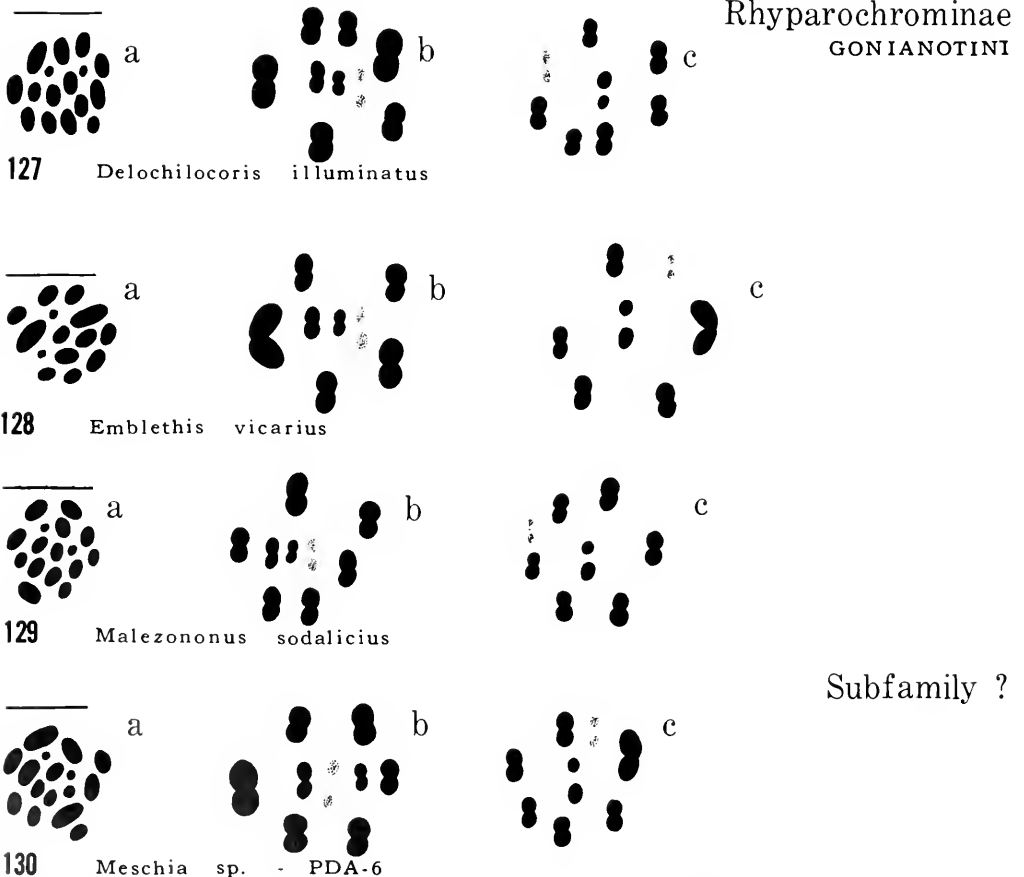 Rhyparochrominae
GONIANOTINI
a b c
127 Delochilocoris illuminatus
a b c
128 Emblethis vicarius
a b c
129 Malezononus sodalicius
Subfamily ?
a b c
130 Meschia sp. - PDA-6